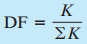 DF = K / ΣK